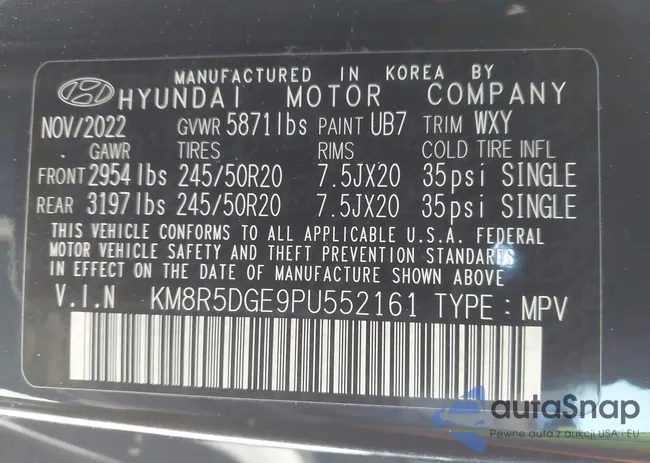 MANUFACTURED IN KOREA BY
HYUNDAI MOTOR COMPANY
NOV/2022 GVWR 5871lbs PAINT UB7 TRIM WXY
GAWR TIRES RIMS COLD TIRE INFL
FRONT 2954lbs 245/50R20 7.5JX20 35psi SINGLE
REAR 3197lbs 245/50R20 7.5JX20 35psi SINGLE
THIS VEHICLE CONFORMS TO ALL APPLICABLE U.S.A. FEDERAL
MOTOR VEHICLE SAFETY AND THEFT PREVENTION STANDARDS
IN EFFECT ON THE DATE OF MANUFACTURE SHOWN ABOVE
V.I.N KM8R5DGE9PU552161 TYPE : MPV
autaSnap
Pewne auta z aukcji USA i EU